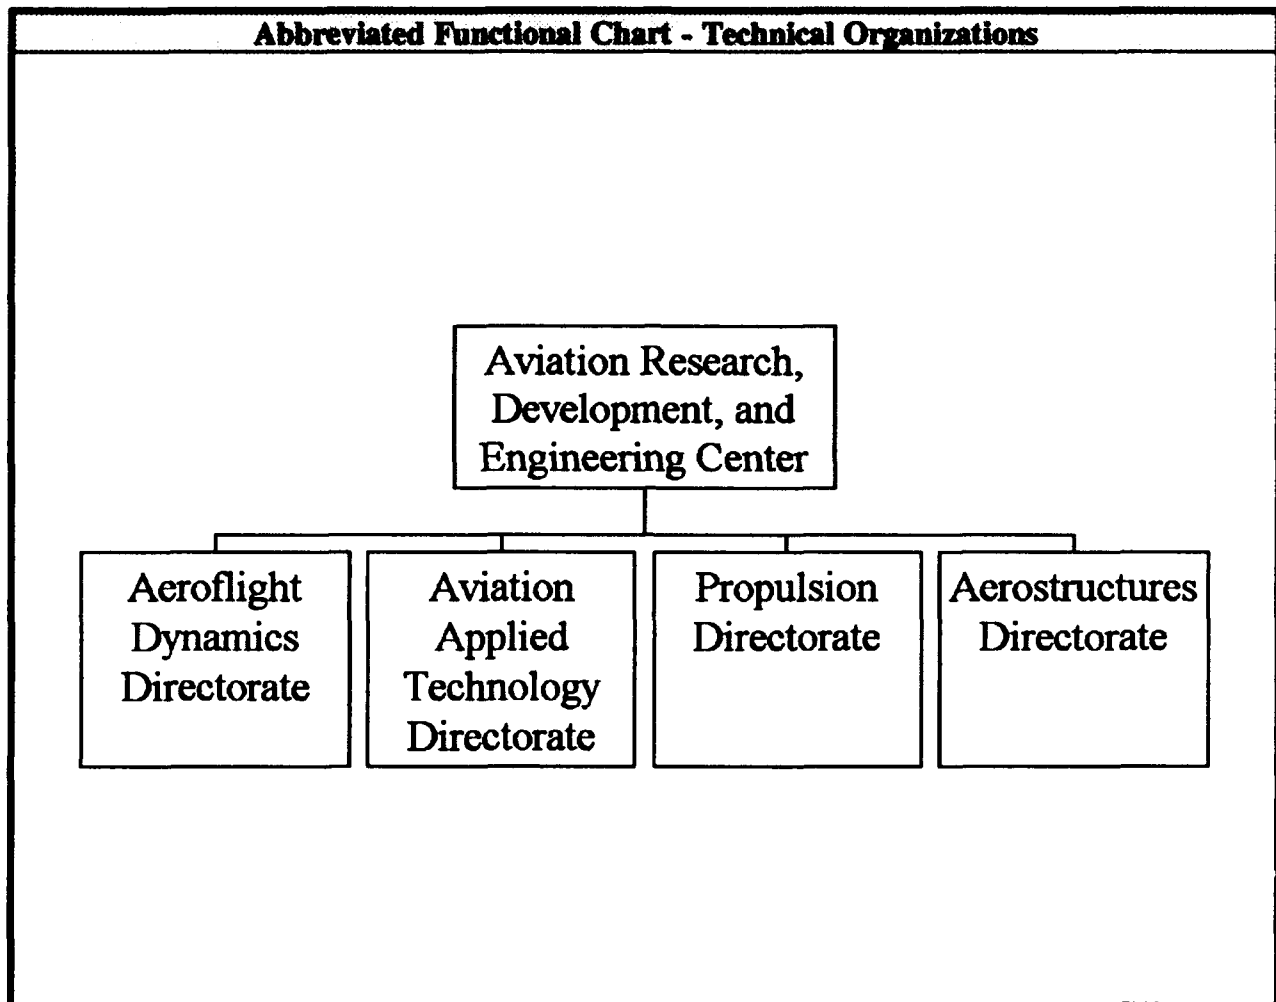 Abbreviated Functional Chart - Technical Organizations
Aviation Research,
Development, and
Engineering Center
Aeroflight
Dynamics
Directorate
Aviation
Applied
Technology
Directorate
Propulsion
Directorate
Aerostructures
Directorate